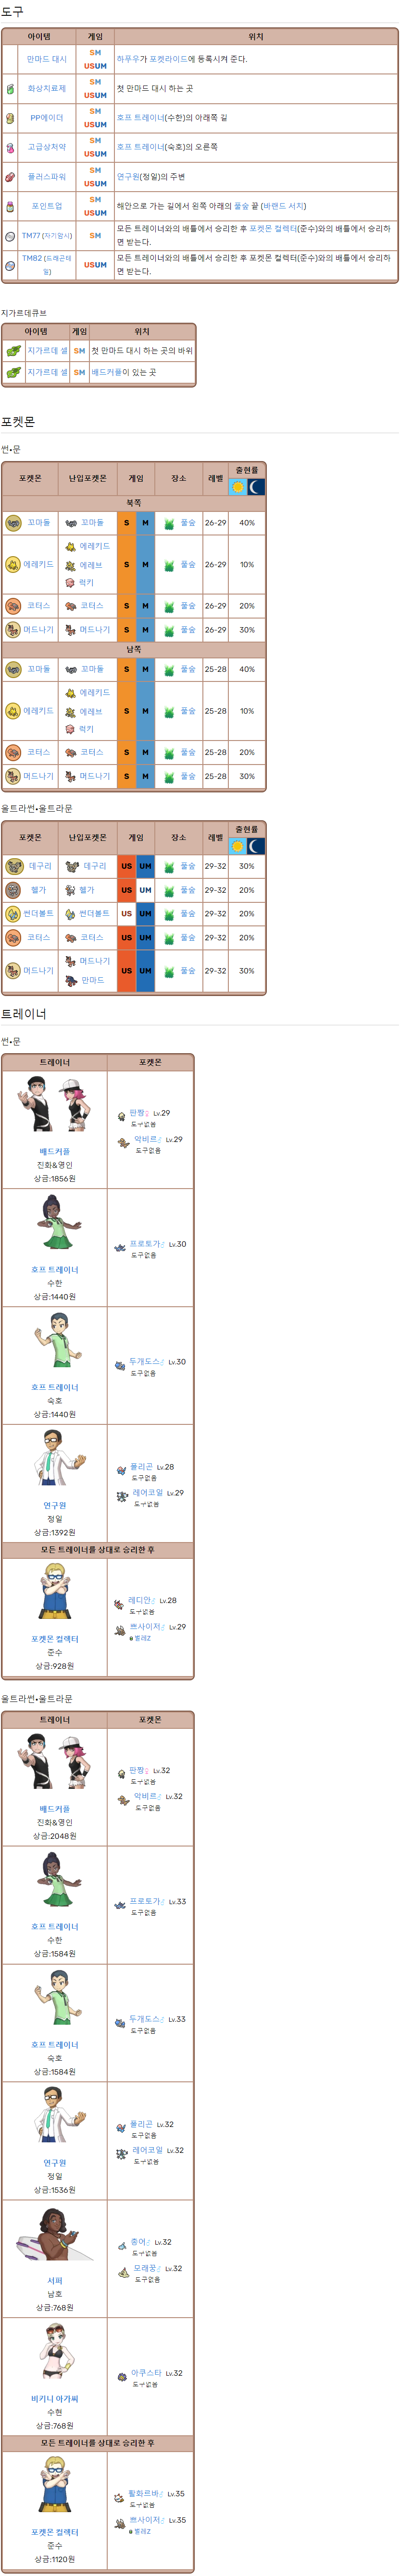 도구
아이템 게임 위치
만마드 대시 SM USUM 하푸우가 포켓라이드에 등록시켜 준다.
화상치료제 SM USUM 첫 만마드 대시 하는 곳
PP에이더 SM USUM 호프 트레이너(수한)의 아래쪽 길
고급상처약 SM USUM 호프 트레이너(숙호)의 오른쪽
플러스파워 SM USUM 연구원(정일)의 주변
포인트업 SM USUM 해안으로 가는 길에서 왼쪽 아래의 풀숲 끝 (바랜드 서치)
TM77 (자기암시) SM 모든 트레이너와의 배틀에서 승리한 후 포켓몬 컬렉터(준수)와의 배틀에서 승리하면 받는다.
TM82 (드래곤테일) USUM 모든 트레이너와의 배틀에서 승리한 후 포켓몬 컬렉터(준수)와의 배틀에서 승리하면 받는다.
지가르데큐브
아이템 게임 위치
지가르데 셀 SM 첫 만마드 대시 하는 곳의 바위
지가르데 셀 SM 배드커플이 있는 곳
포켓몬
썬•문
포켓몬 난입포켓몬 게임 장소 레벨 출현률
북쪽
꼬마돌 꼬마돌 S M 풀숲 26-29 40%
에레키드 에레키드 에레브 럭키 S M 풀숲 26-29 10%
코터스 코터스 S M 풀숲 26-29 20%
머드나기 머드나기 S M 풀숲 26-29 30%
남쪽
꼬마돌 꼬마돌 S M 풀숲 25-28 40%
에레키드 에레키드 에레브 럭키 S M 풀숲 25-28 10%
코터스 코터스 S M 풀숲 25-28 20%
머드나기 머드나기 S M 풀숲 25-28 30%
울트라썬•울트라문
포켓몬 난입포켓몬 게임 장소 레벨 출현률
데구리 데구리 US UM 풀숲 29-32 30%
헬가 헬가 US UM 풀숲 29-32 20%
썬더볼트 썬더볼트 US UM 풀숲 29-32 20%
코터스 코터스 US UM 풀숲 29-32 20%
머드나기 머드나기 만마드 US UM 풀숲 29-32 30%
트레이너
썬•문
트레이너 포켓몬
배드커플
진화&영인
상금:1856원
판짱♀ Lv.29
도구없음
악비르♂ Lv.29
도구없음
호프 트레이너
수한
상금:1440원
프로토가♂ Lv.30
도구없음
호프 트레이너
숙호
상금:1440원
두개도스♂ Lv.30
도구없음
연구원
정일
상금:1392원
폴리곤 Lv.28
도구없음
레어코일 Lv.29
도구없음
모든 트레이너를 상대로 승리한 후
포켓몬 컬렉터
준수
상금:928원
레디안♂ Lv.28
도구없음
쁘사이저♂ Lv.29
벌레Z
울트라썬•울트라문
트레이너 포켓몬
배드커플
진화&영인
상금:2048원
판짱♀ Lv.32
도구없음
악비르♂ Lv.32
도구없음
호프 트레이너
수한
상금:1584원
프로토가♂ Lv.33
도구없음
호프 트레이너
숙호
상금:1584원
두개도스♂ Lv.33
도구없음
연구원
정일
상금:1536원
폴리곤 Lv.32
도구없음
레어코일 Lv.32
도구없음
서퍼
남호
상금:768원
총어♂ Lv.32
도구없음
모래꿍♂ Lv.32
도구없음
비키니 아가씨
수현
상금:768원
아쿠스타 Lv.32
도구없음
모든 트레이너를 상대로 승리한 후
포켓몬 컬렉터
준수
상금:1120원
활화르바♂ Lv.35
도구없음
쁘사이저♂ Lv.35
벌레Z